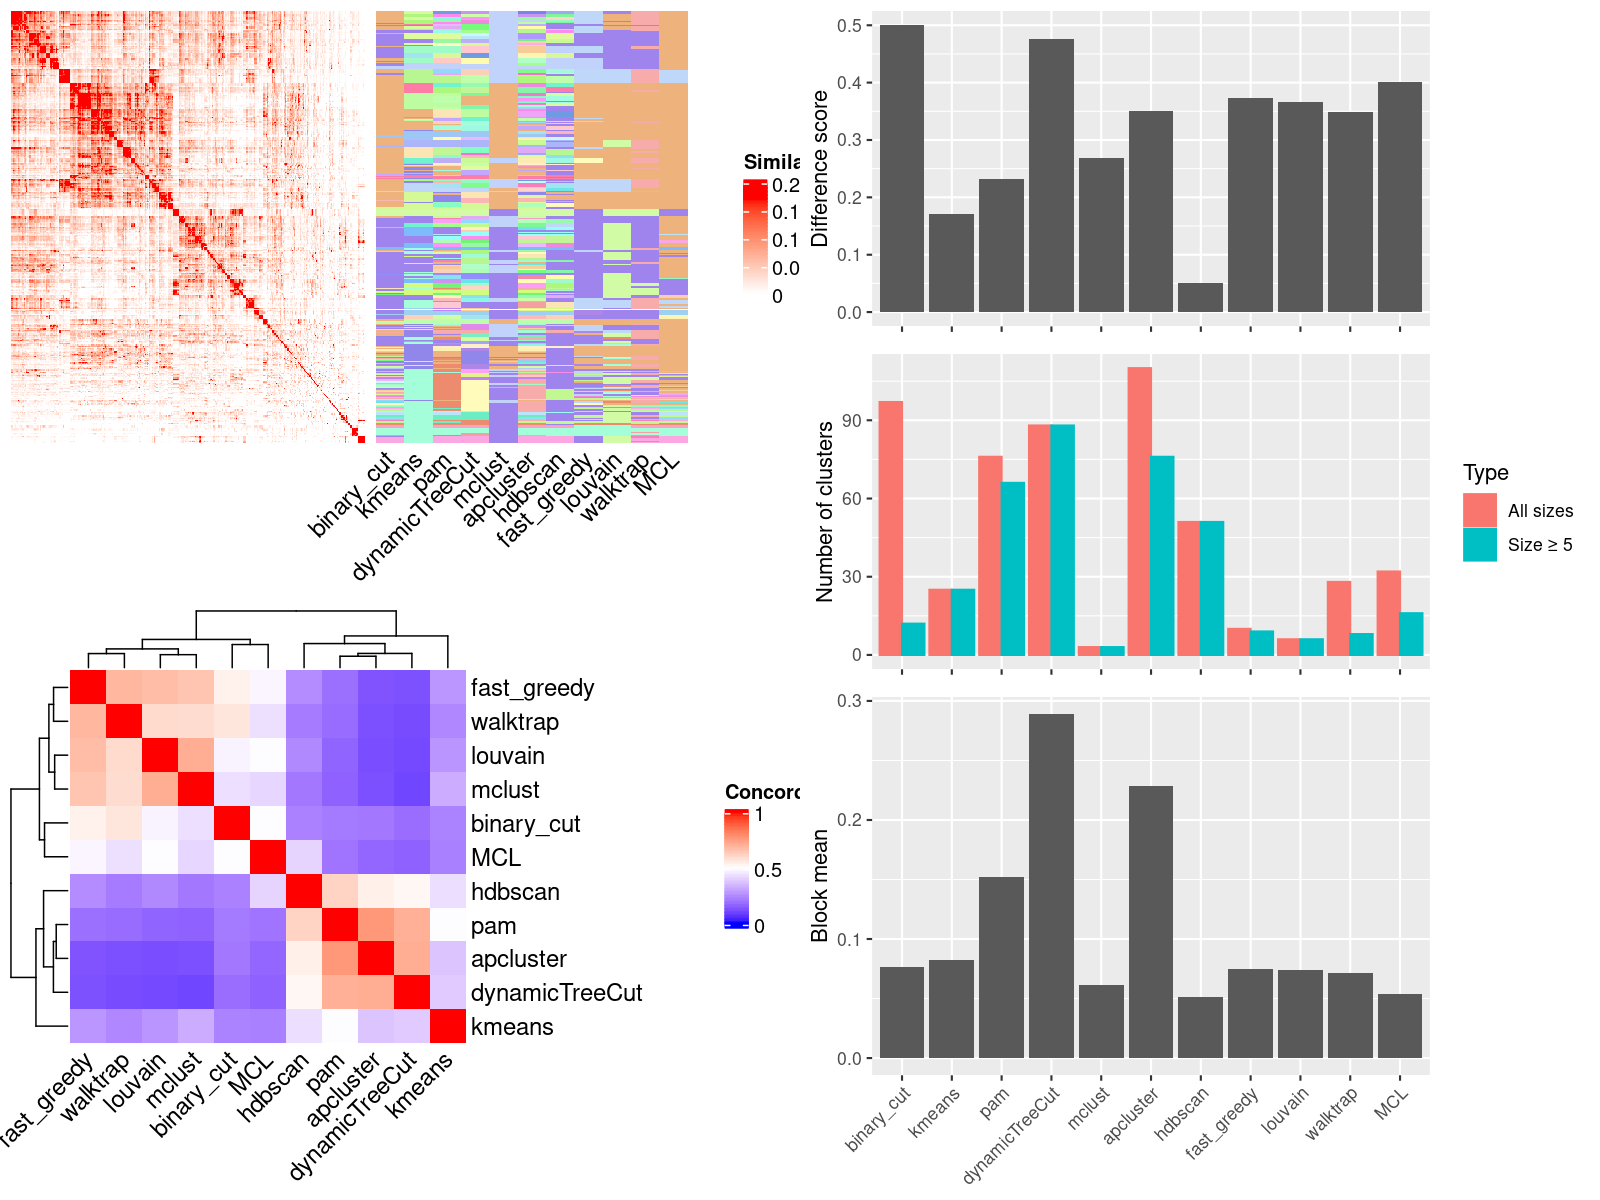 Simila
0.2
0.1
0.1
0.0
0
binary_cut
kmeans
pam
dynamicTreeCut
mclust
apcluster
hdbscan
fast_greedy
louvain
walktrap
MCL
fast_greedy
walktrap
louvain
mclust
binary_cut
MCL
hdbscan
pam
apcluster
dynamicTreeCut
kmeans
fast_greedy
walktrap
louvain
mclust
binary_cut
MCL
hdbscan
pam
apcluster
dynamicTreeCut
kmeans
Concord
1
0.5
0
Difference score
0.5
0.4
0.3
0.2
0.1
0.0
Number of clusters
90
60
30
0
Type
All sizes
Size ≥ 5
Block mean
0.3
0.2
0.1
0.0
binary_cut
kmeans
pam
dynamicTreeCut
mclust
apcluster
hdbscan
fast_greedy
louvain
walktrap
MCL